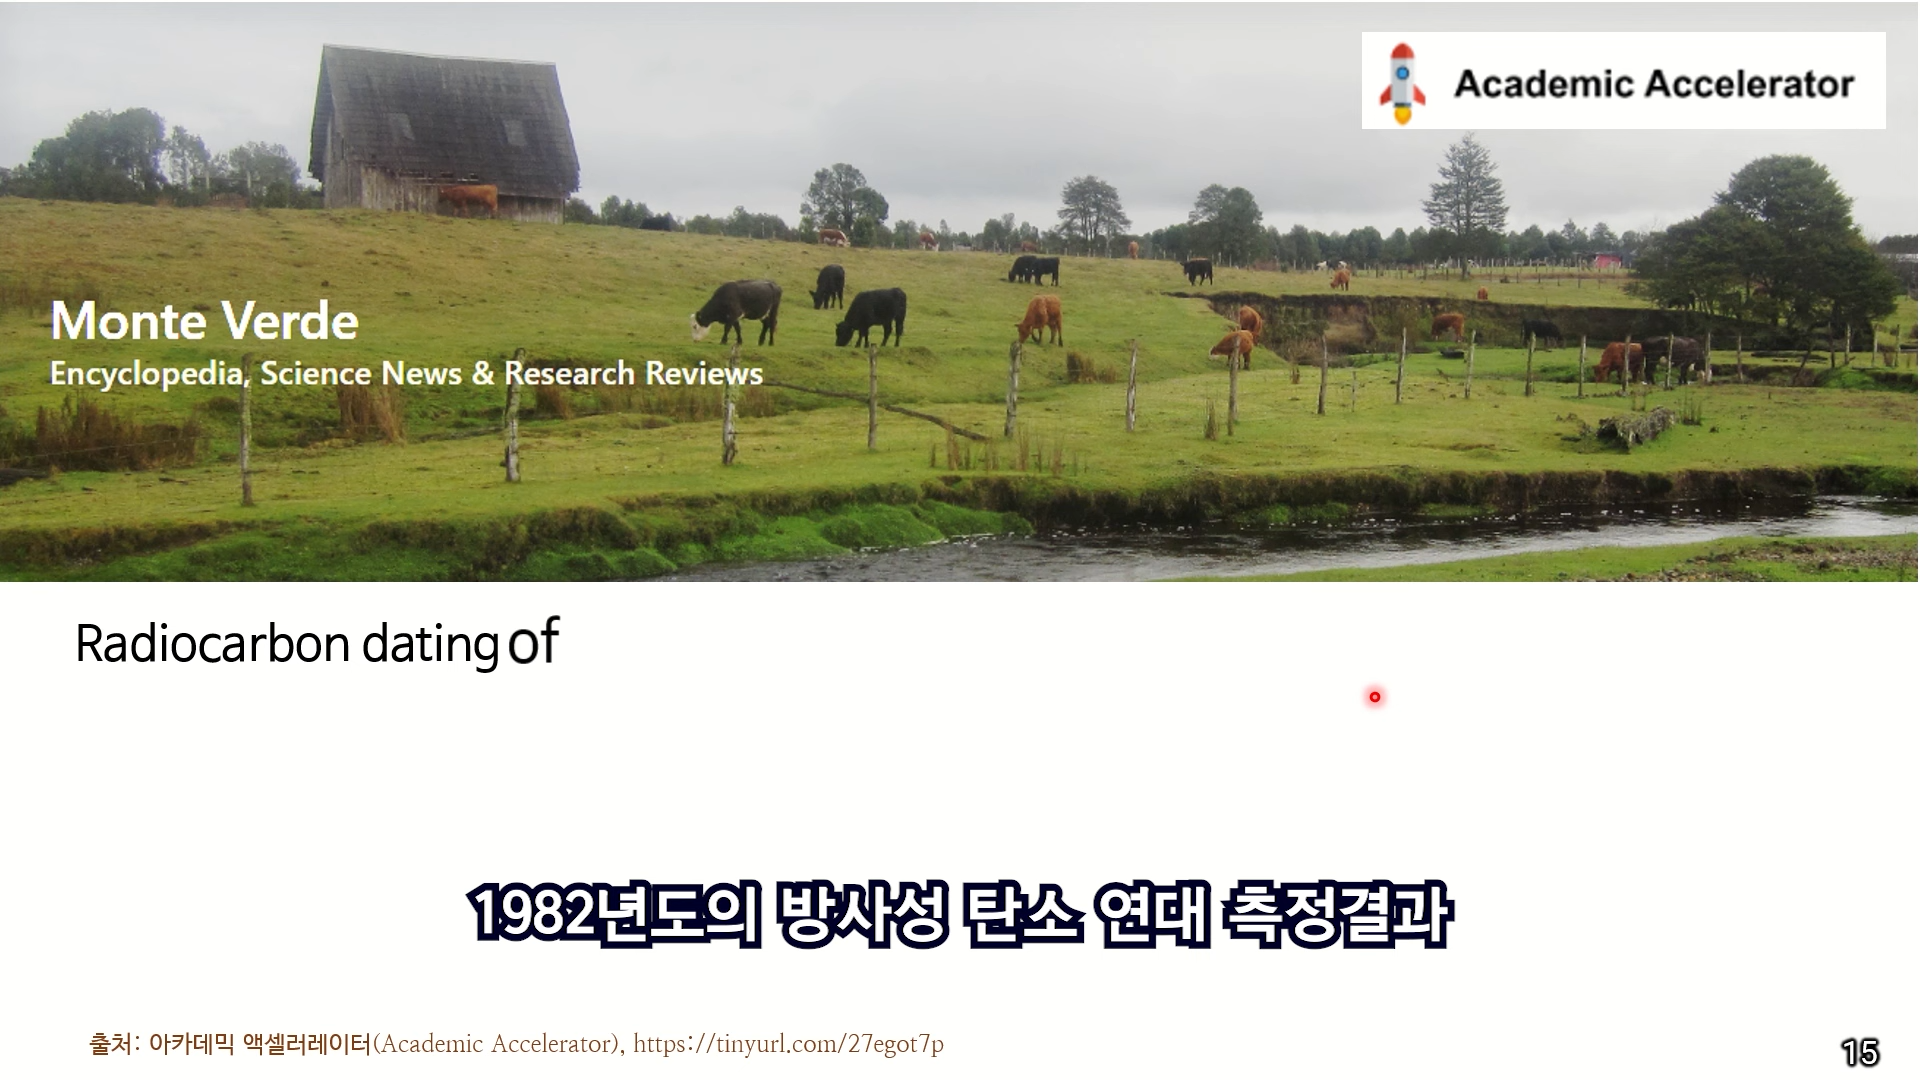 Academic Accelerator
Monte Verde
Encyclopedia, Science News & Research Reviews
Radiocarbon dating of
1982년도의 방사성 탄소 연대 측정결과
출처: 아카데믹 액셀러레이터(Academic Accelerator), https://tinyurl.com/27egot7p
15